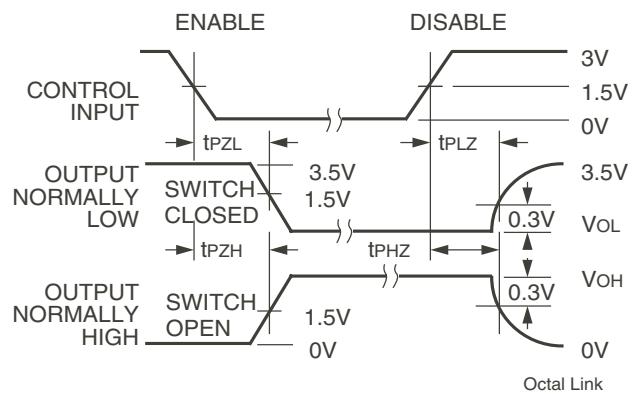 ENABLE
DISABLE
CONTROL
INPUT
3V
1.5V
0V
tPZL
tPLZ
OUTPUT
NORMALLY
LOW
SWITCH
CLOSED
3.5V
1.5V
3.5V
0.3V
VOL
tPZH
tPHZ
OUTPUT
NORMALLY
HIGH
SWITCH
OPEN
1.5V
0V
VOH
0.3V
0V
Octal Link